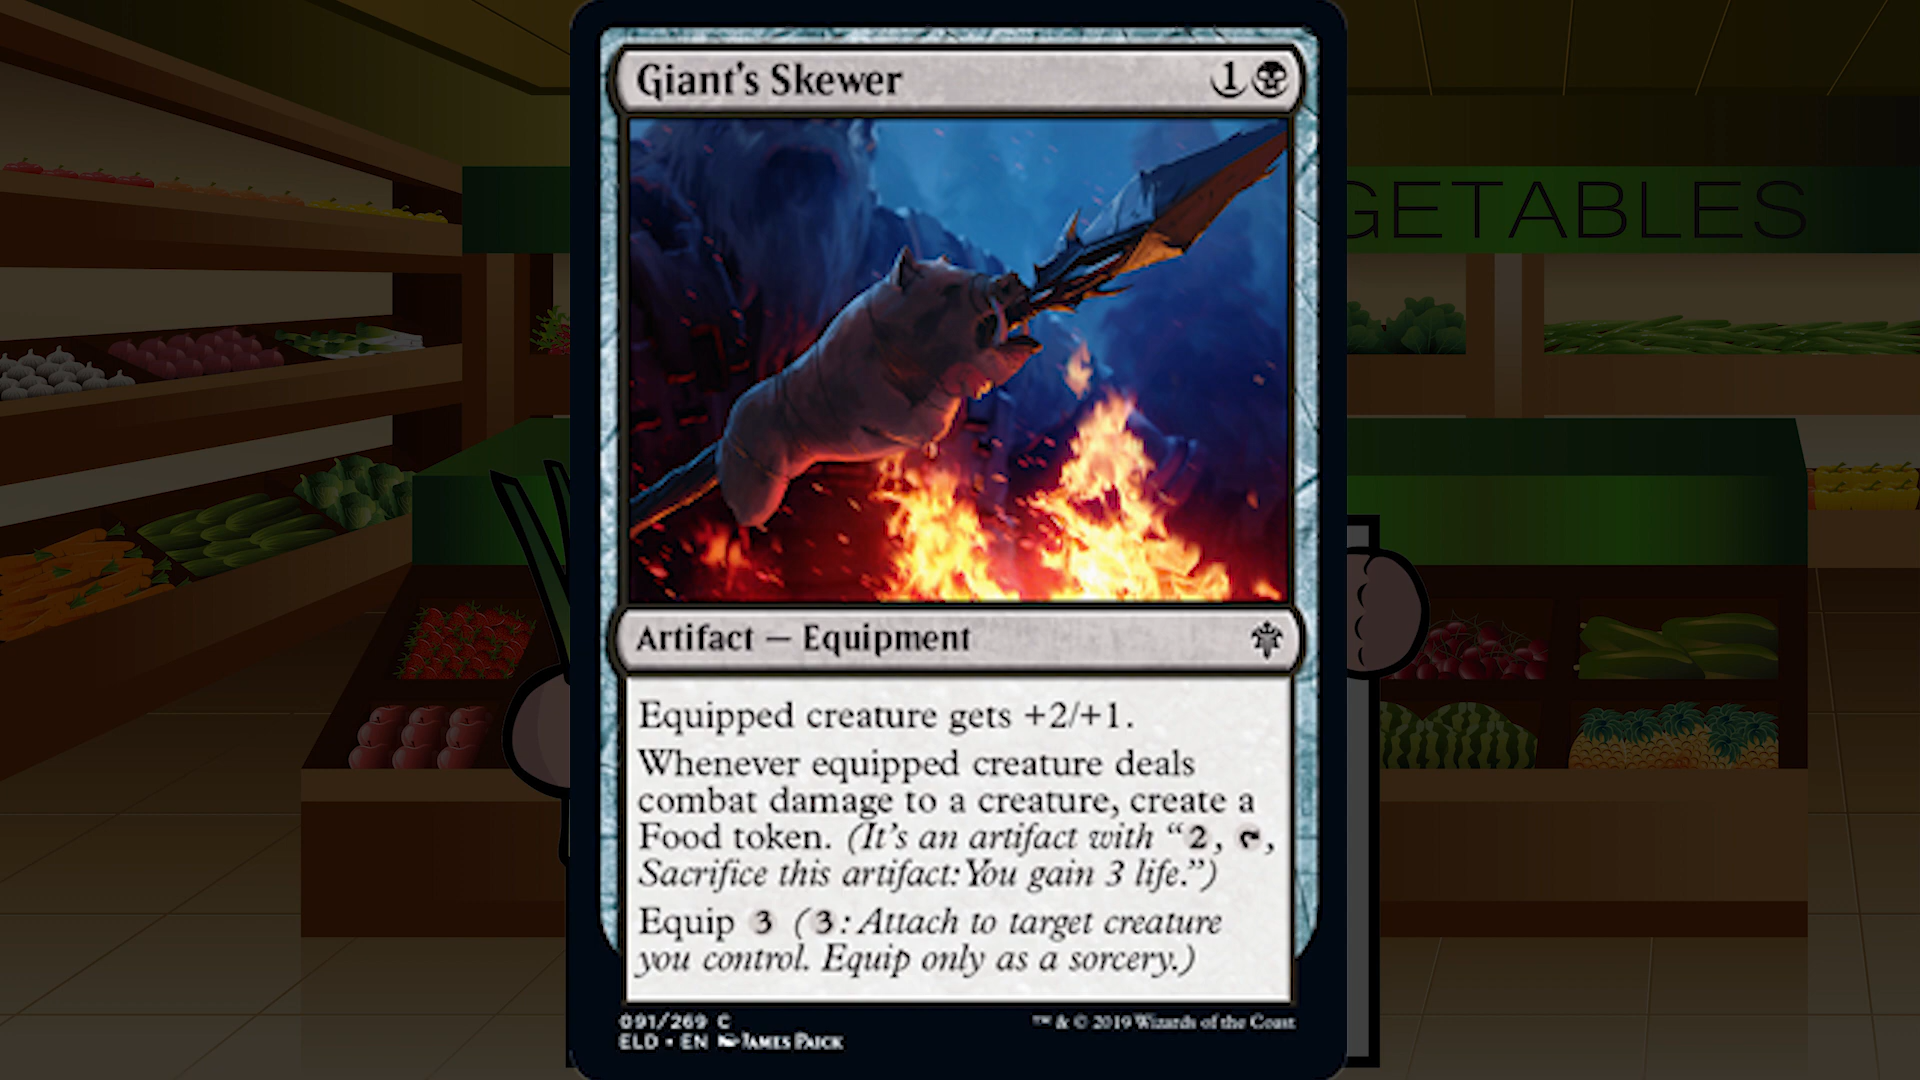 Giant's Skewer 1
GETABLES
Artifact — Equipment
Equipped creature gets +2/+1.
Whenever equipped creature deals
combat damage to a creature, create a
Food token. (It's an artifact with “2, ,
Sacrifice this artifact: You gain 3 life.”)
Equip 3 (3: Attach to target creature
you control. Equip only as a sorcery.)
091/269 C
™ & © 2019 Wizards of the Coast
ELD • EN James Paick